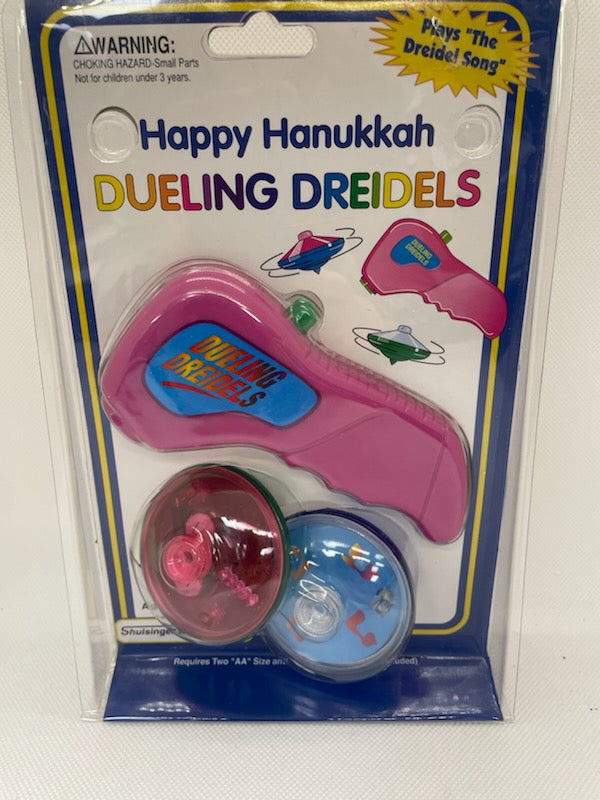 WARNING:
CHOKING HAZARD-Small Parts
Not for children under 3 years.
Plays "The
Dreidel Song"
Happy Hanukkah
DUELING DREIDELS
DUELING
DREIDELS
DUELING
DREIDELS
Shulsinger
Requires Two "AA" Size and